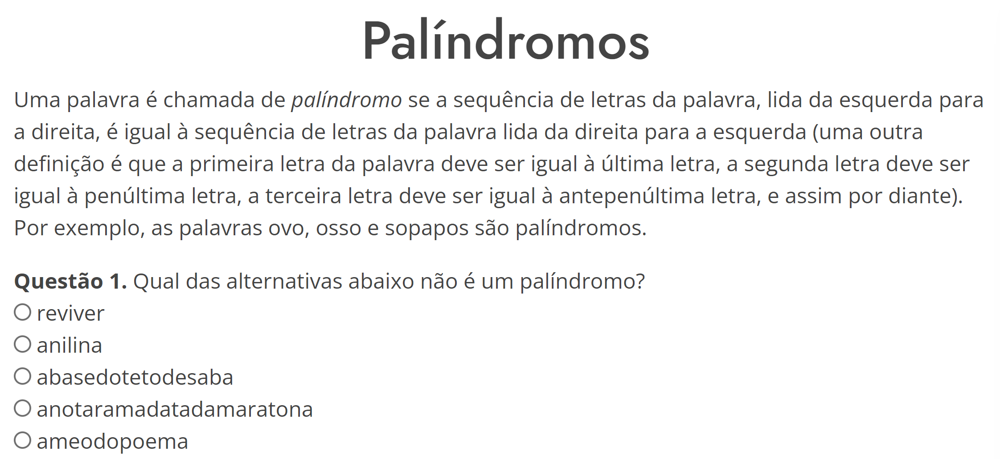 Palíndromos
Uma palavra é chamada de palíndromo se a sequência de letras da palavra, lida da esquerda para
a direita, é igual à sequência de letras da palavra lida da direita para a esquerda (uma outra
definição é que a primeira letra da palavra deve ser igual à última letra, a segunda letra deve ser
igual à penúltima letra, a terceira letra deve ser igual à antepenúltima letra, e assim por diante).
Por exemplo, as palavras ovo, osso e sopapos são palíndromos.
Questão 1. Qual das alternativas abaixo não é um palíndromo?
reviver
anilina
abasedotetodesaba
anotaramadatadamaratona
ameodopoema